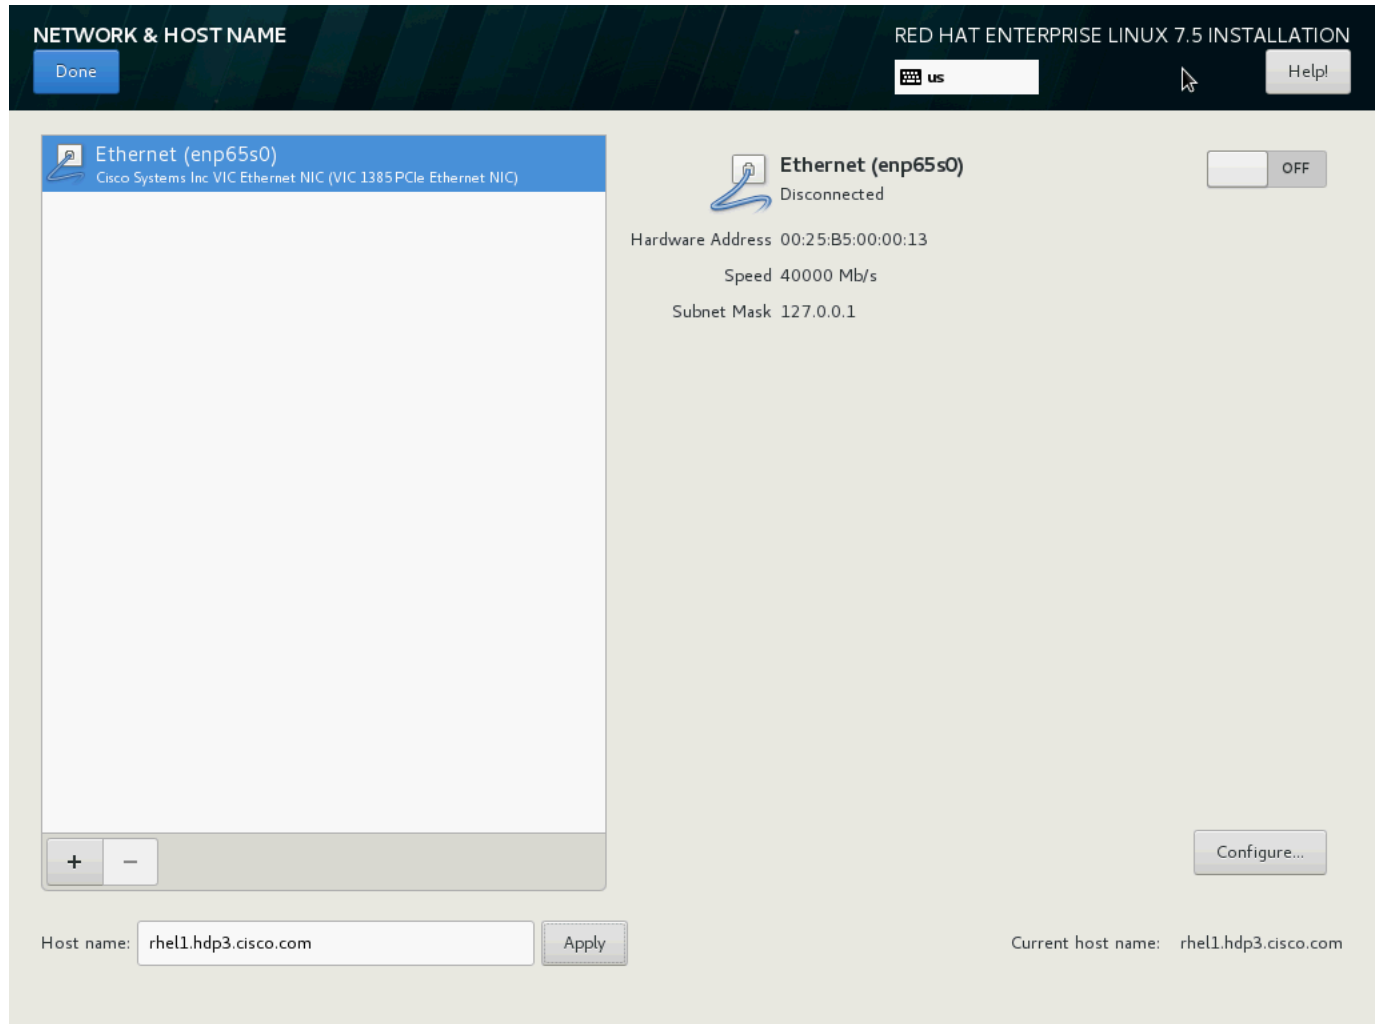 NETWORK & HOST NAME
RED HAT ENTERPRISE LINUX 7.5 INSTALLATION
Done
us
Help!
Ethernet (enp65s0)
Cisco Systems Inc VIC Ethernet NIC (VIC 1385 PCIe Ethernet NIC)
Ethernet (enp65s0)
Disconnected
OFF
Hardware Address 00:25:B5:00:00:13
Speed 40000 Mb/s
Subnet Mask 127.0.0.1
+ −
Configure...
Host name: rhel1.hdp3.cisco.com Apply
Current host name: rhel1.hdp3.cisco.com